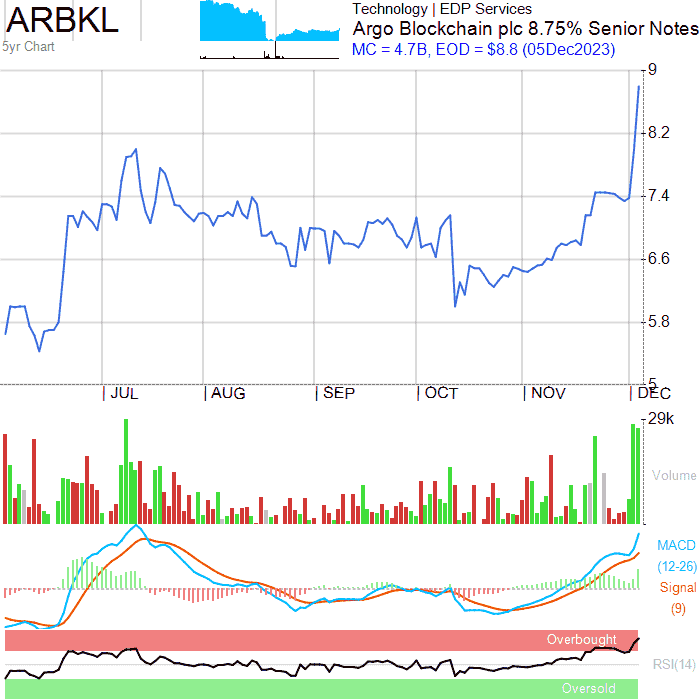 ARBKL
5yr Chart
Technology | EDP Services
Argo Blockchain plc 8.75% Senior Notes
MC = 4.7B, EOD = $8.8 (05Dec2023)
9
8.2
7.4
6.6
5.8
5
JUL AUG SEP OCT NOV DEC
29k
Volume
MACD
(12-26)
Signal
(9)
Overbought
RSI(14)
Oversold